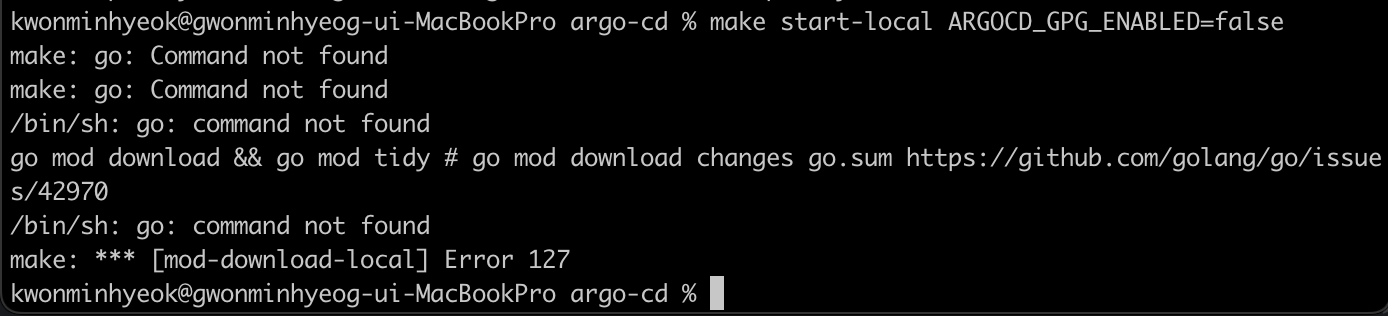 kwonminhyeok@gwonminhyeog-ui-MacBookPro argo-cd % make start-local ARGOCD_GPG_ENABLED=false
make: go: Command not found
make: go: Command not found
/bin/sh: go: command not found
go mod download && go mod tidy # go mod download changes go.sum https://github.com/golang/go/issue
s/42970
/bin/sh: go: command not found
make: *** [mod-download-local] Error 127
kwonminhyeok@gwonminhyeog-ui-MacBookPro argo-cd %